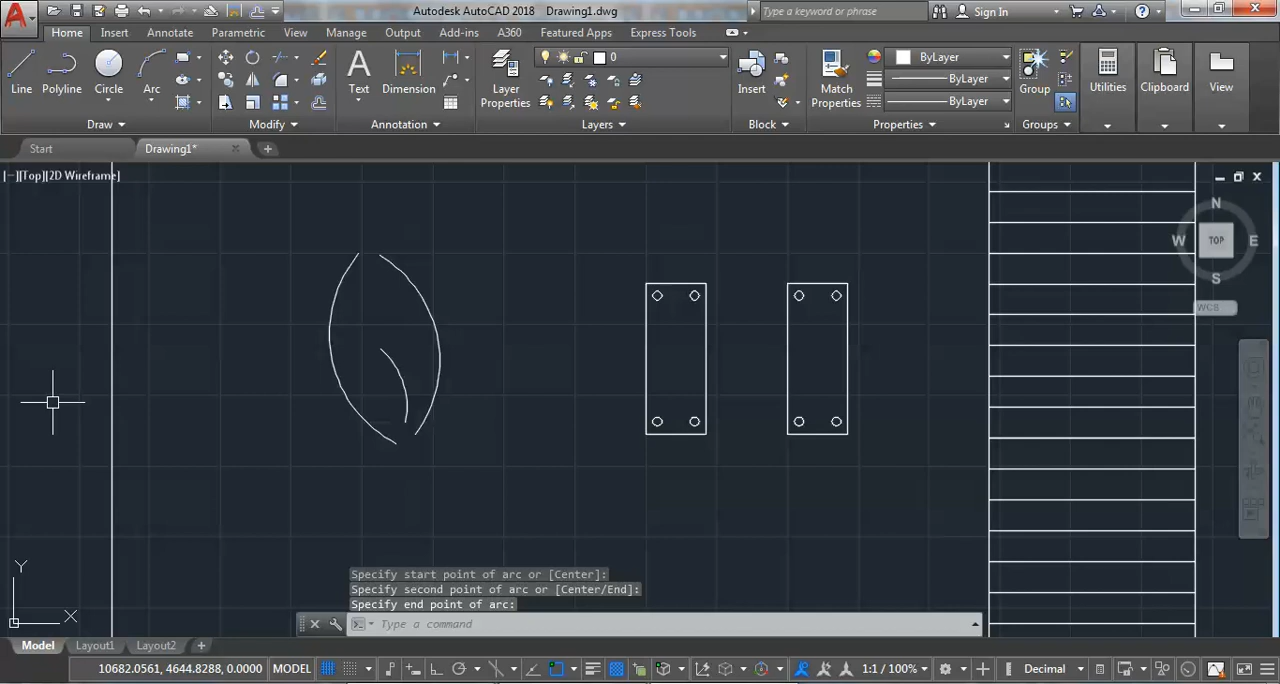 Autodesk AutoCAD 2018 Drawing1.dwg
Type a keyword or phrase
Sign In
Home Insert Annotate Parametric View Manage Output Add-ins A360 Featured Apps Express Tools
0
ByLayer
ByLayer
ByLayer
Line Polyline Circle Arc
Text Dimension
Layer
Properties
Insert
Match
Properties
Group
Utilities Clipboard View
Draw Modify Annotation Layers Block Properties Groups
Start Drawing1*
[−][Top][2D Wireframe]
N
W TOP E
S
WCS
Y
X
Specify start point of arc or [Center]:
Specify second point of arc or [Center/End]:
Specify end point of arc:
Type a command
Model Layout1 Layout2
10682.0561, 4644.8288, 0.0000 MODEL 1:1 / 100% Decimal